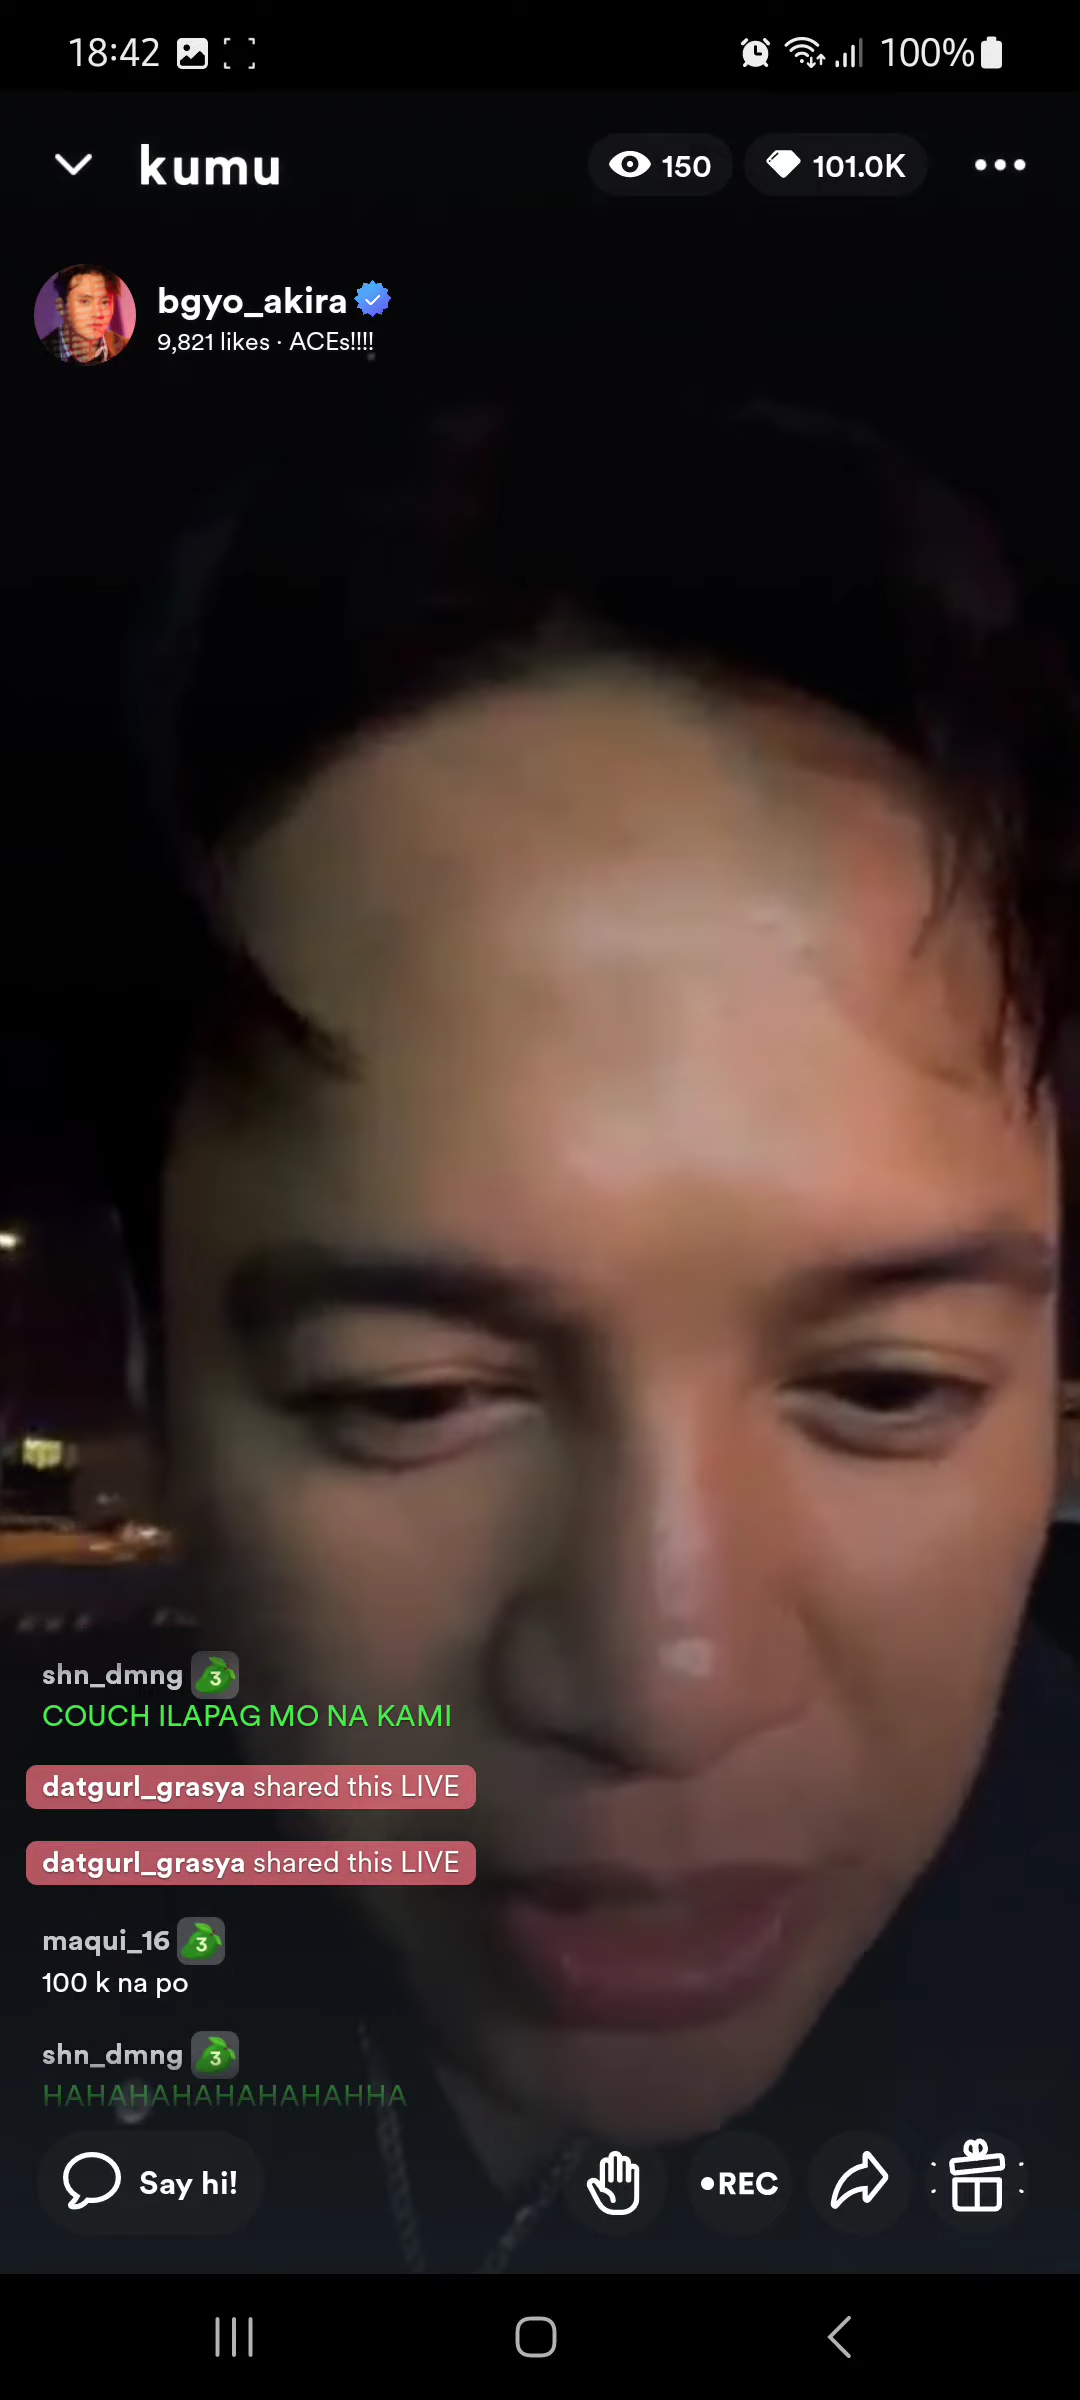 18:42 100%
kumu 150 101.0K
bgyo_akira
9,821 likes · ACEs!!!!
shn_dmng 3
COUCH ILAPAG MO NA KAMI
datgurl_grasya shared this LIVE
datgurl_grasya shared this LIVE
maqui_16 3
100 k na po
shn_dmng 3
HAHAHAHAHAHAHAHHA
Say hi! •REC